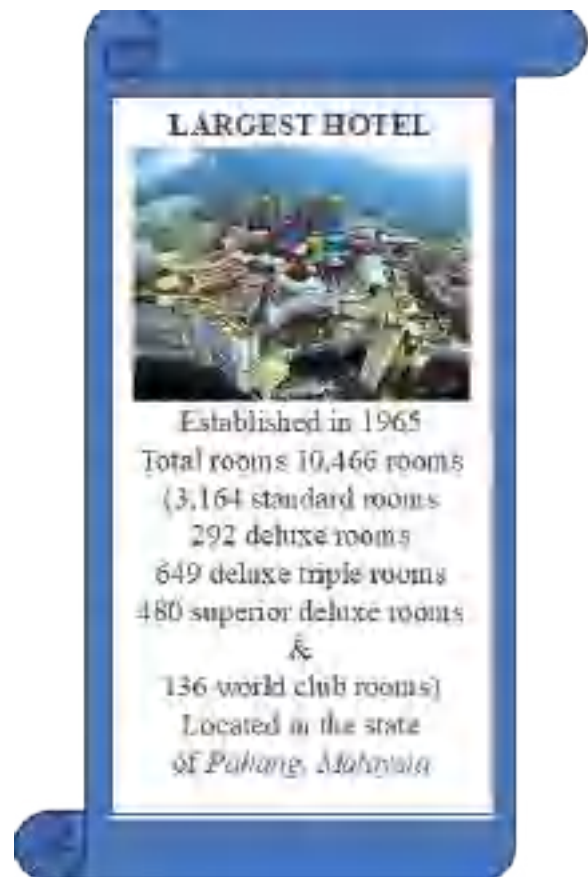 LARGEST HOTEL
Established in 1965
Total rooms 10,466 rooms
(3,164 standard rooms
292 deluxe rooms
649 deluxe triple rooms
480 superior deluxe rooms
&
136 world club rooms)
Located in the state
of Pahang, Malaysia